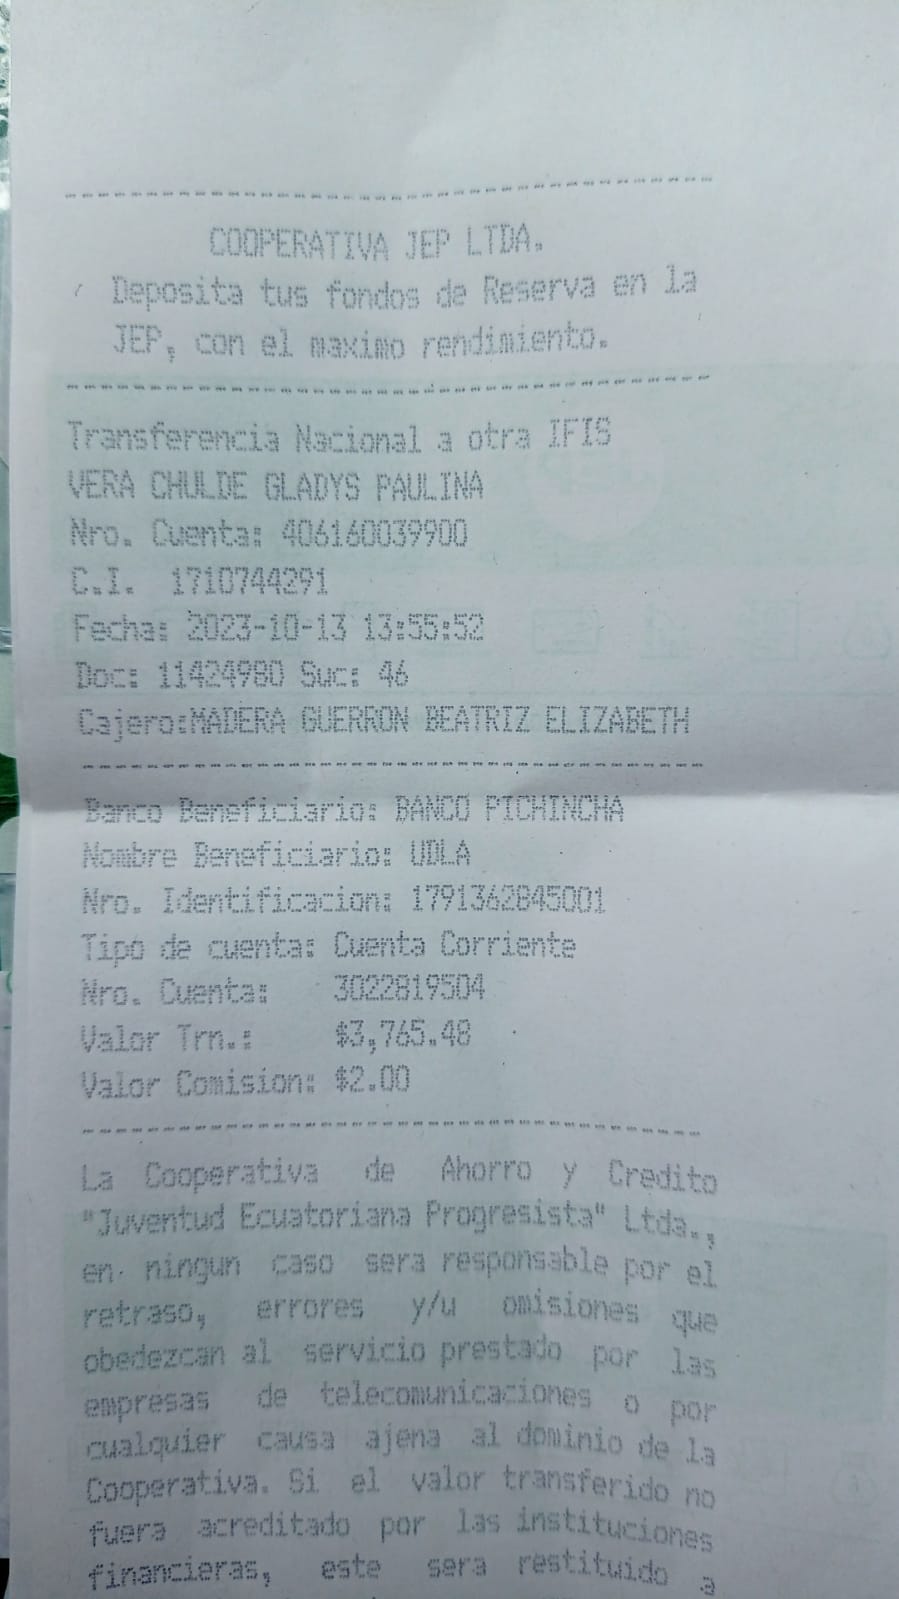 COOPERATIVA JEP LTDA.
Deposita tus fondos de Reserva en la
JEP, con el maximo rendimiento.
Transferencia Nacional a otra IFIS
VERA CHULDE GLADYS PAULINA
Nro. Cuenta: 406160039900
C.I. 1710744291
Fecha: 2023-10-13 13:55:52
Doc: 11424980 Suc: 46
Cajero:MADERA GUERRON BEATRIZ ELIZABETH
Banco Beneficiario: BANCO PICHINCHA
Nombre Beneficiario: UDLA
Nro. Identificacion: 1791362845001
Tipo de cuenta: Cuenta Corriente
Nro. Cuenta: 3022819504
Valor Trn.: $3,765.48
Valor Comision: $2.00
La Cooperativa de Ahorro y Credito
"Juventud Ecuatoriana Progresista" Ltda.,
en ningun caso sera responsable por el
retraso, errores y/u omisiones que
obedezcan al servicio prestado por las
empresas de telecomunicaciones o por
cualquier causa ajena al dominio de la
Cooperativa. Si el valor transferido no
fuera acreditado por las instituciones
financieras, este sera restituido a